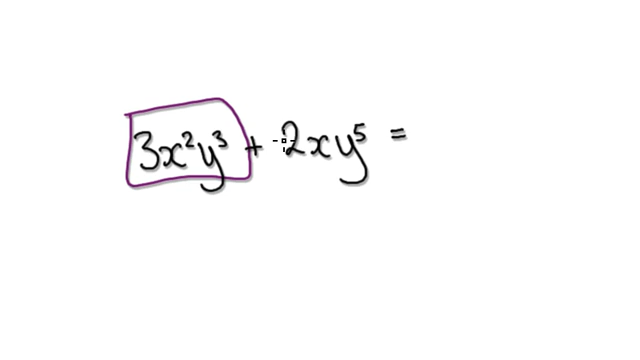 3x²y³ + 2xy⁵ =